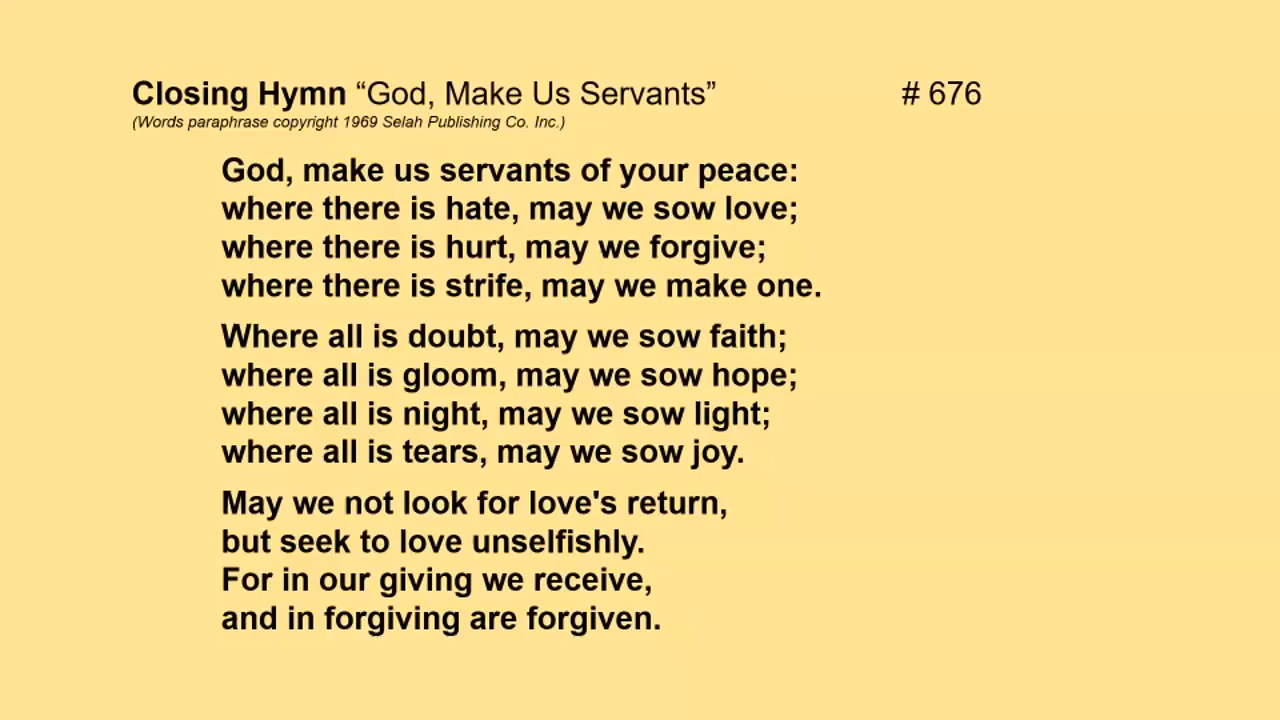 Closing Hymn “God, Make Us Servants” # 676
(Words paraphrase copyright 1969 Selah Publishing Co. Inc.)
God, make us servants of your peace:
where there is hate, may we sow love;
where there is hurt, may we forgive;
where there is strife, may we make one.
Where all is doubt, may we sow faith;
where all is gloom, may we sow hope;
where all is night, may we sow light;
where all is tears, may we sow joy.
May we not look for love's return,
but seek to love unselfishly.
For in our giving we receive,
and in forgiving are forgiven.